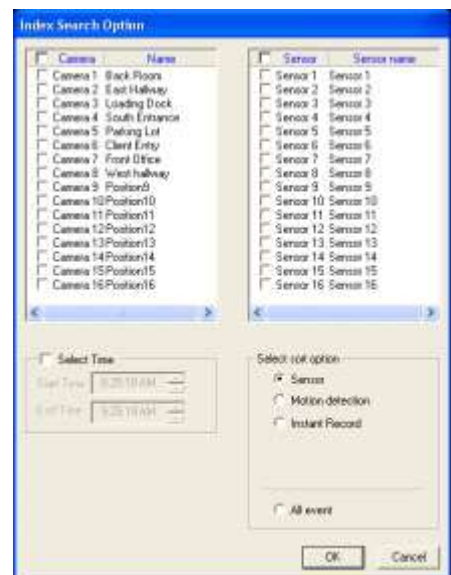 Index Search Option
Camera Name
Camera 1 Back Room
Camera 2 East Hallway
Camera 3 Loading Dock
Camera 4 South Entrance
Camera 5 Parking Lot
Camera 6 Client Entry
Camera 7 Front Office
Camera 8 West hallway
Camera 9 Position9
Camera 10 Position10
Camera 11 Position11
Camera 12 Position12
Camera 13 Position13
Camera 14 Position14
Camera 15 Position15
Camera 16 Position16
Sensor Sensor name
Sensor 1 Sensor 1
Sensor 2 Sensor 2
Sensor 3 Sensor 3
Sensor 4 Sensor 4
Sensor 5 Sensor 5
Sensor 6 Sensor 6
Sensor 7 Sensor 7
Sensor 8 Sensor 8
Sensor 9 Sensor 9
Sensor 10 Sensor 10
Sensor 11 Sensor 11
Sensor 12 Sensor 12
Sensor 13 Sensor 13
Sensor 14 Sensor 14
Sensor 15 Sensor 15
Sensor 16 Sensor 16
Select Time
Start Time
End Time
Select sort option
Sensor
Motion detection
Instant Record
All event
OK Cancel